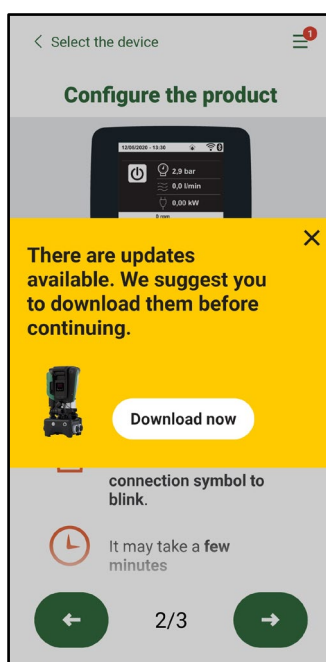 < Select the device
1
Configure the product
12/06/2020 - 13:30
2,9 bar
0,0 l/min
0,00 kW
There are updates
available. We suggest you
to download them before
continuing.
Download now
connection symbol to
blink.
It may take a few
minutes
2/3